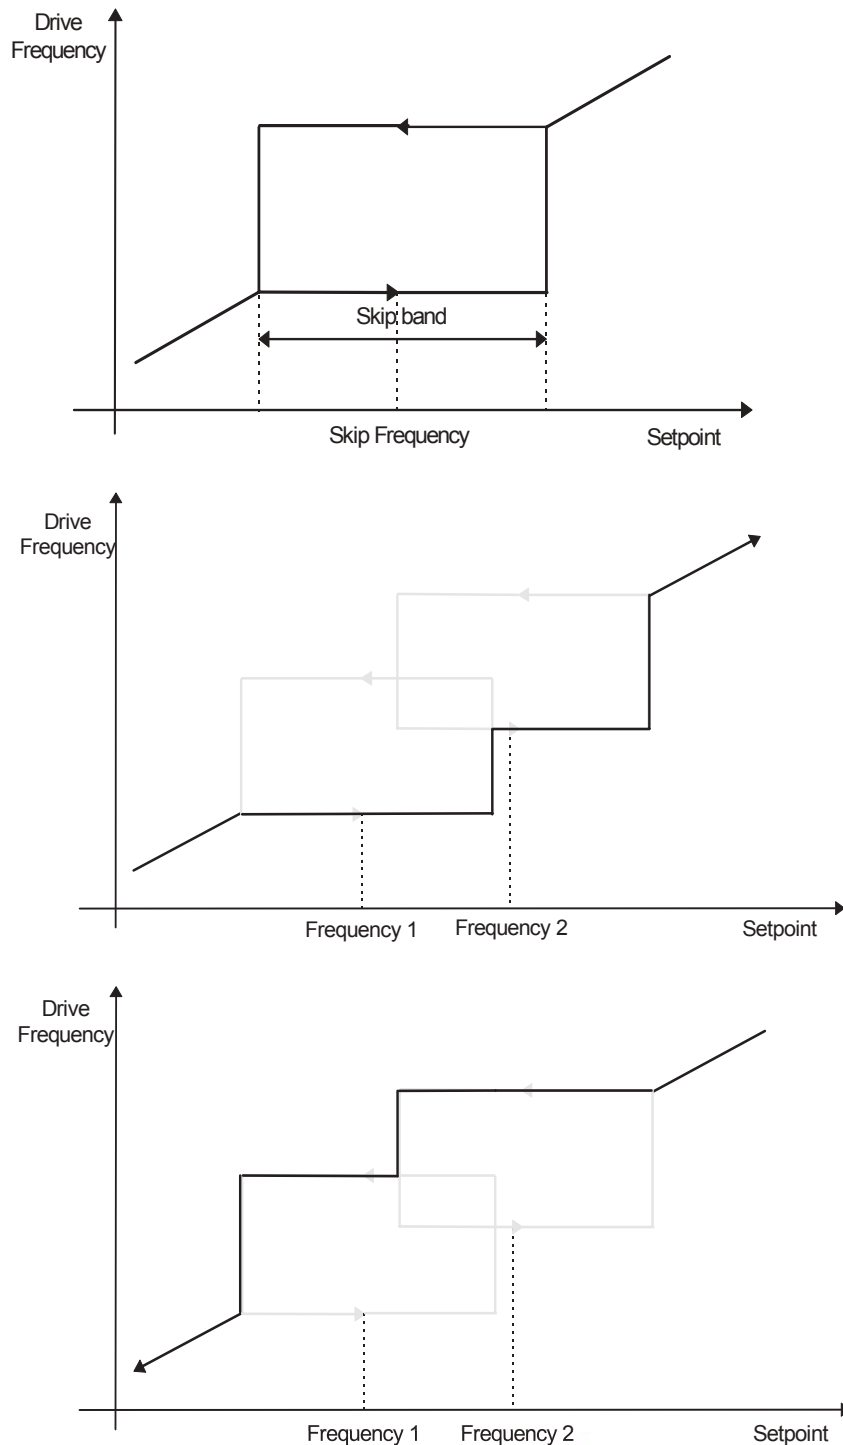 Drive
Frequency
Skip band
Skip Frequency
Setpoint
Drive
Frequency
Frequency 1
Frequency 2
Setpoint
Drive
Frequency
Frequency 1
Frequency 2
Setpoint